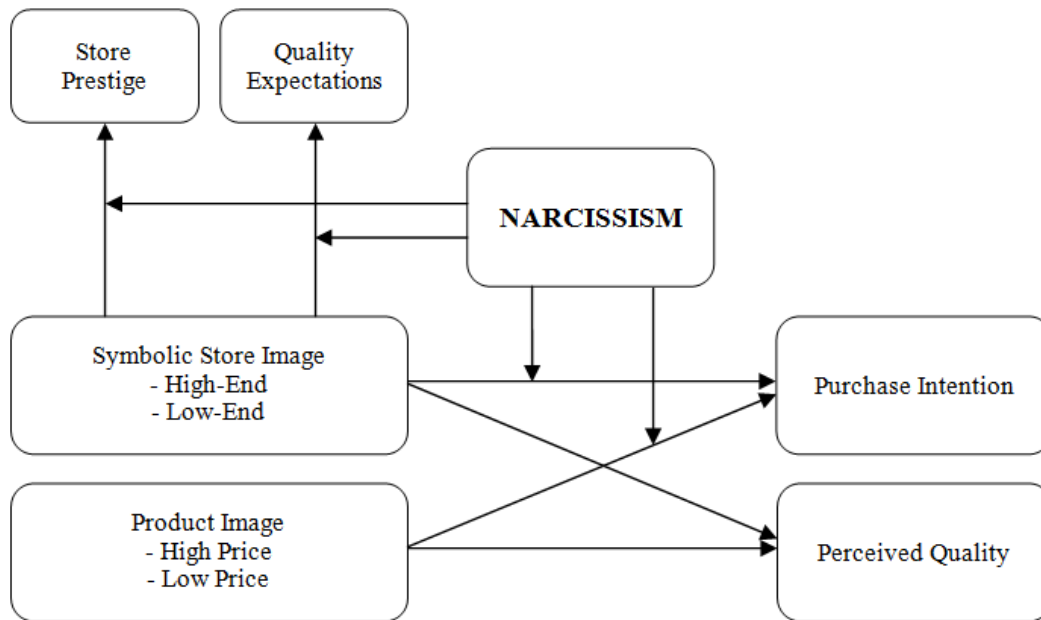 Store
Prestige
Quality
Expectations
NARCISSISM
Symbolic Store Image
- High-End
- Low-End
Purchase Intention
Product Image
- High Price
- Low Price
Perceived Quality